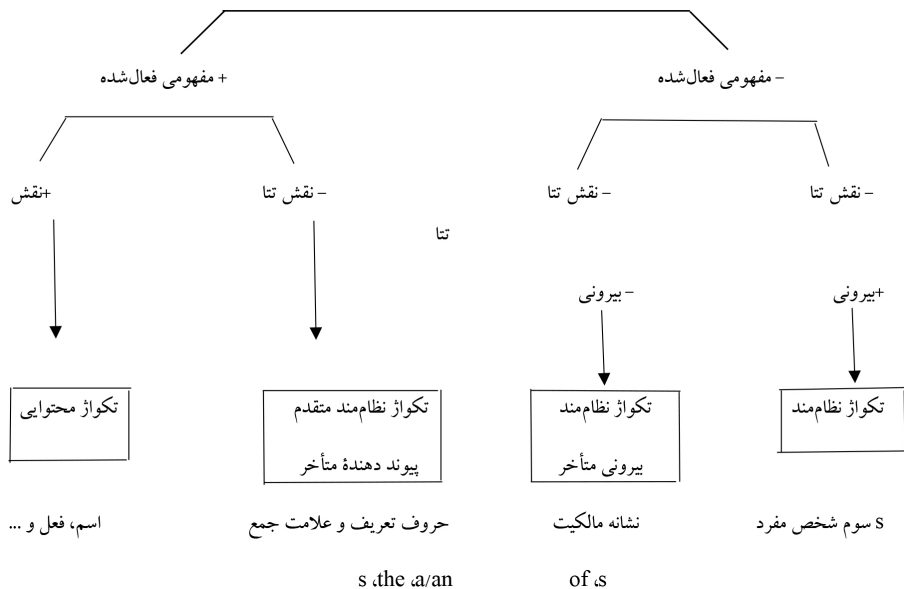 – مفهومی فعال‌شده
+ مفهومی فعال‌شده
– نقش تتا
– نقش تتا
– نقش تتا
+نقش
تتا
+بیرونی
– بیرونی
تکواژ نظام‌مند
تکواژ نظام‌مند
بیرونی متأخر
تکواژ نظام‌مند متقدم
پیوند دهندهٔ متأخر
تکواژ محتوایی
s سوم شخص مفرد
نشانه مالکیت
حروف تعریف و علامت جمع
اسم، فعل و ...
of ،s
s ،the ،a/an